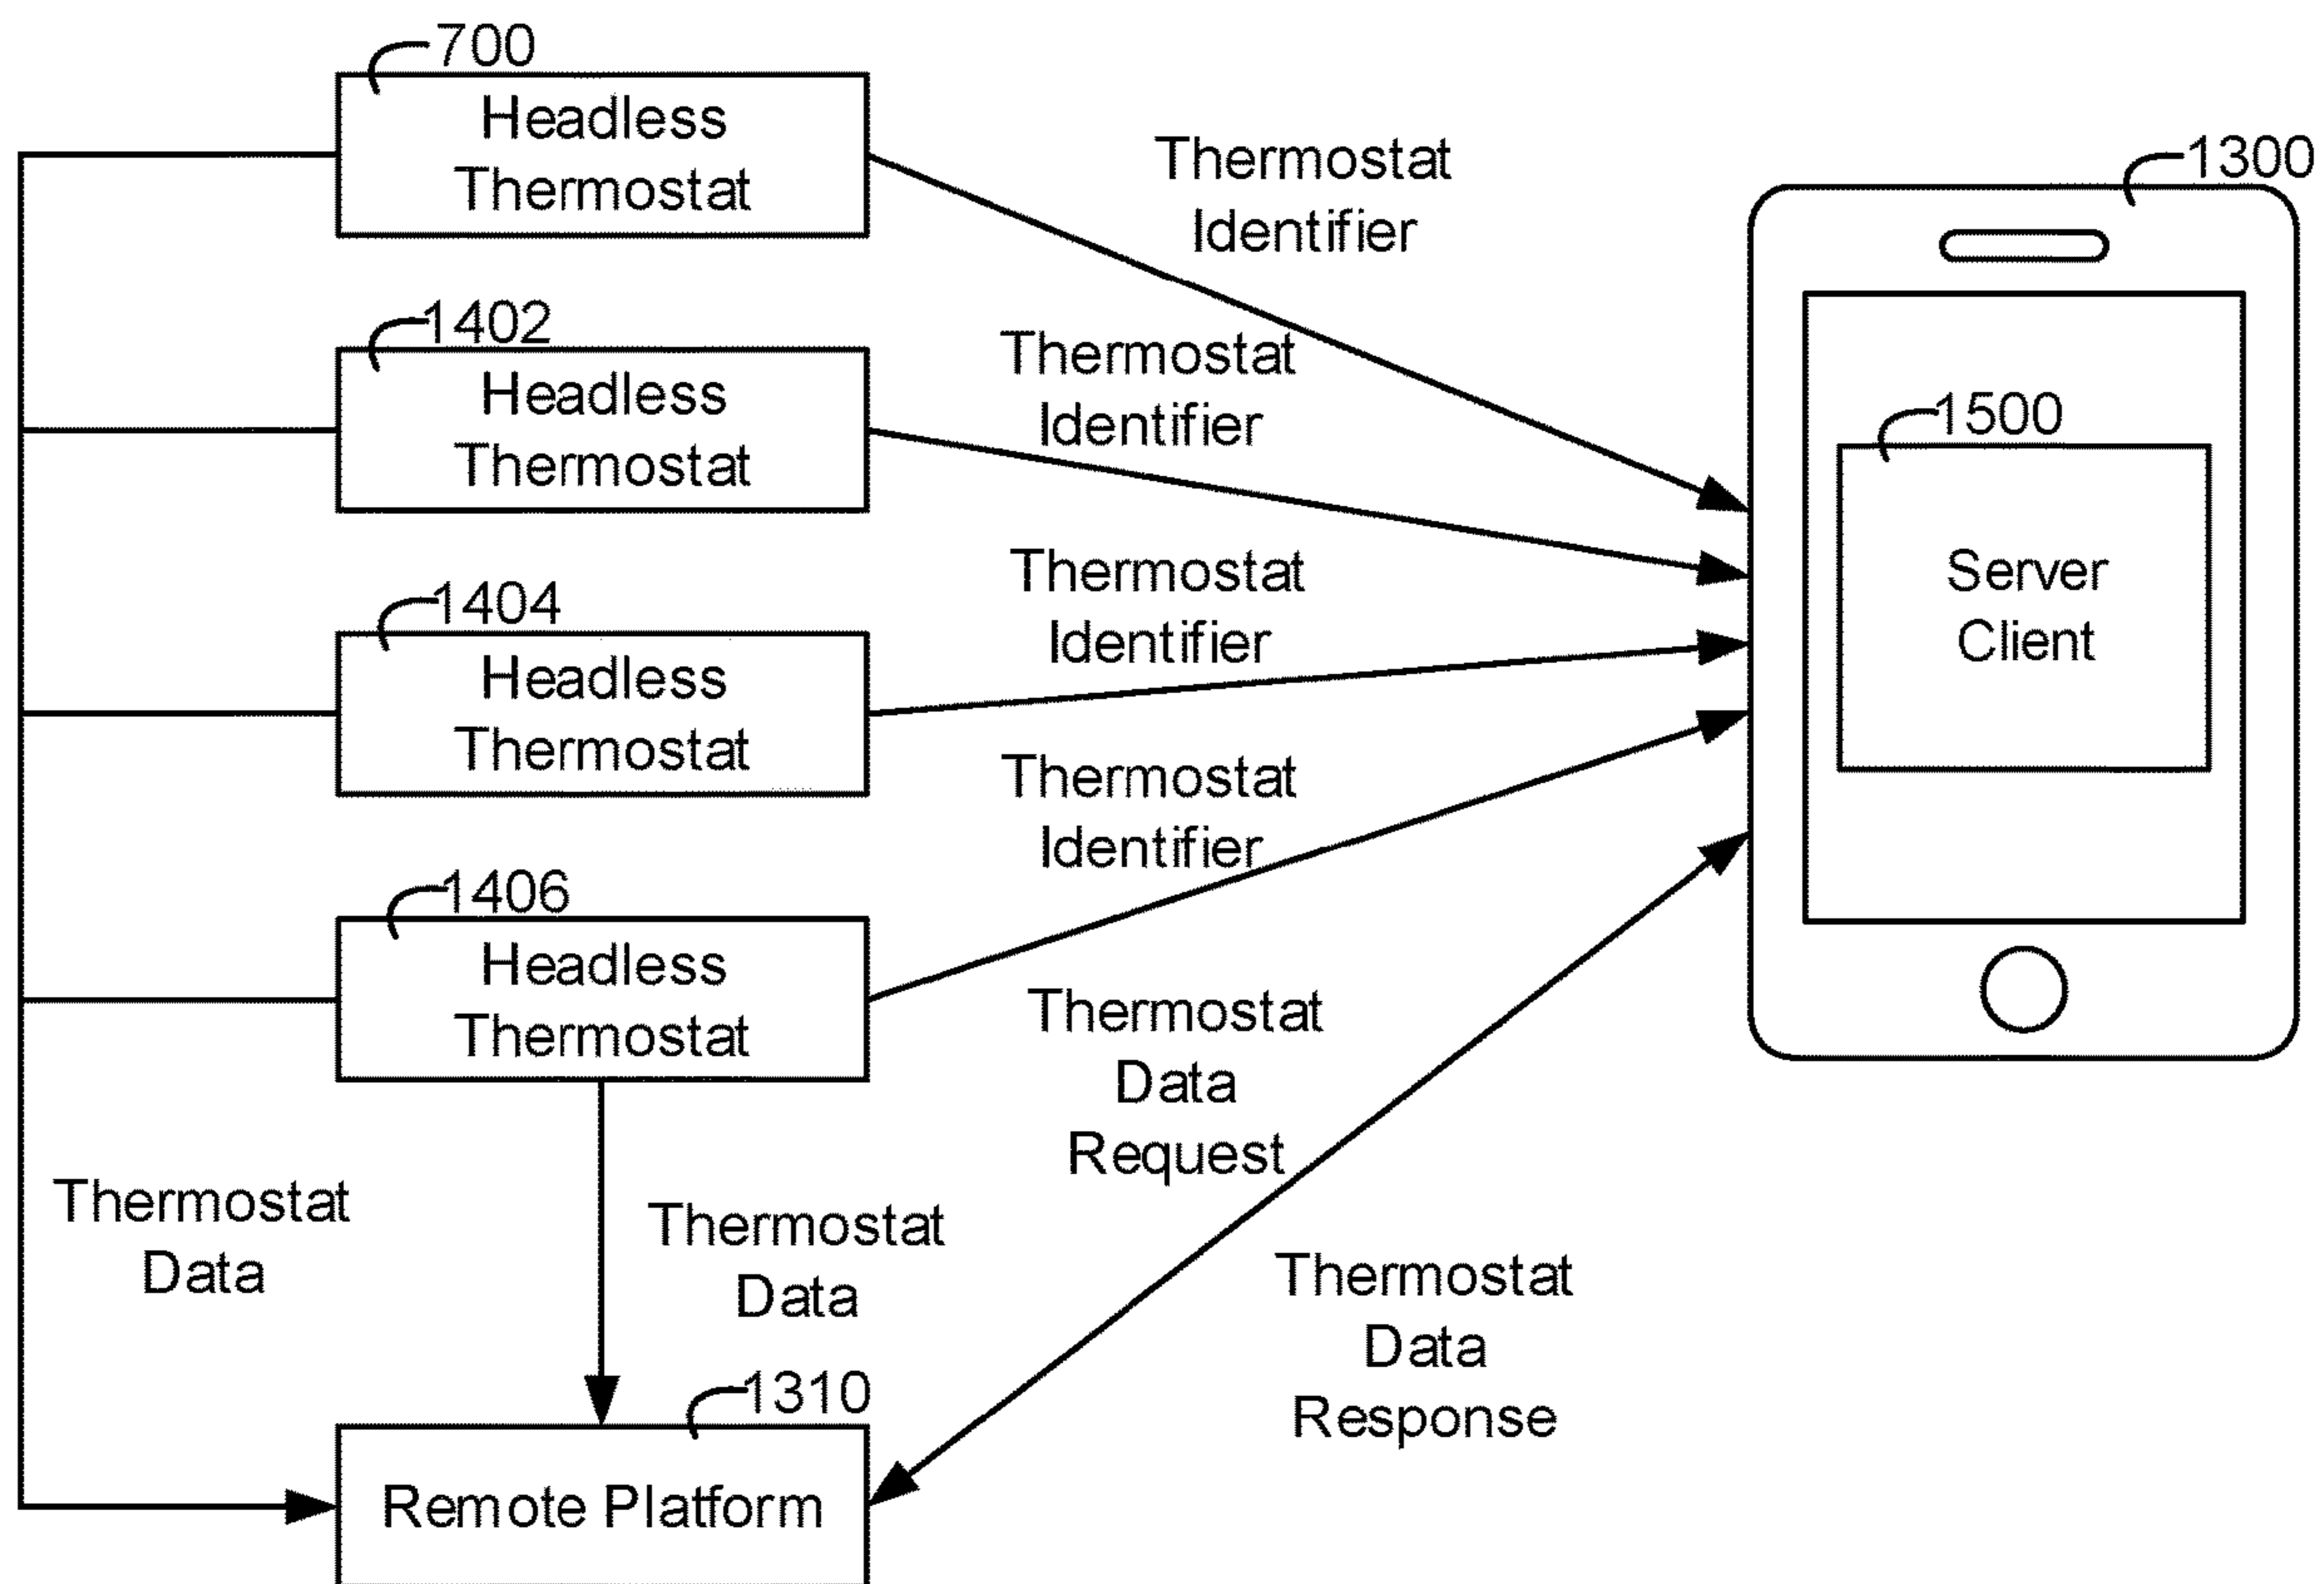 700
Headless
Thermostat
Thermostat
Identifier
1300
1402
Headless
Thermostat
Thermostat
Identifier
1500
Server
Client
1404
Headless
Thermostat
Thermostat
Identifier
1406
Headless
Thermostat
Thermostat
Identifier
Thermostat
Data
Request
Thermostat
Data
Thermostat
Data
Thermostat
Data
Response
1310
Remote Platform